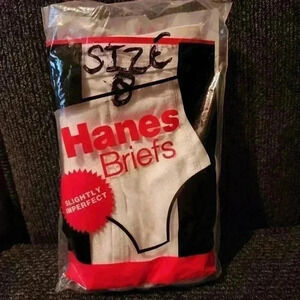 SIZE
8
Hanes
Briefs
SLIGHTLY
IMPERFECT